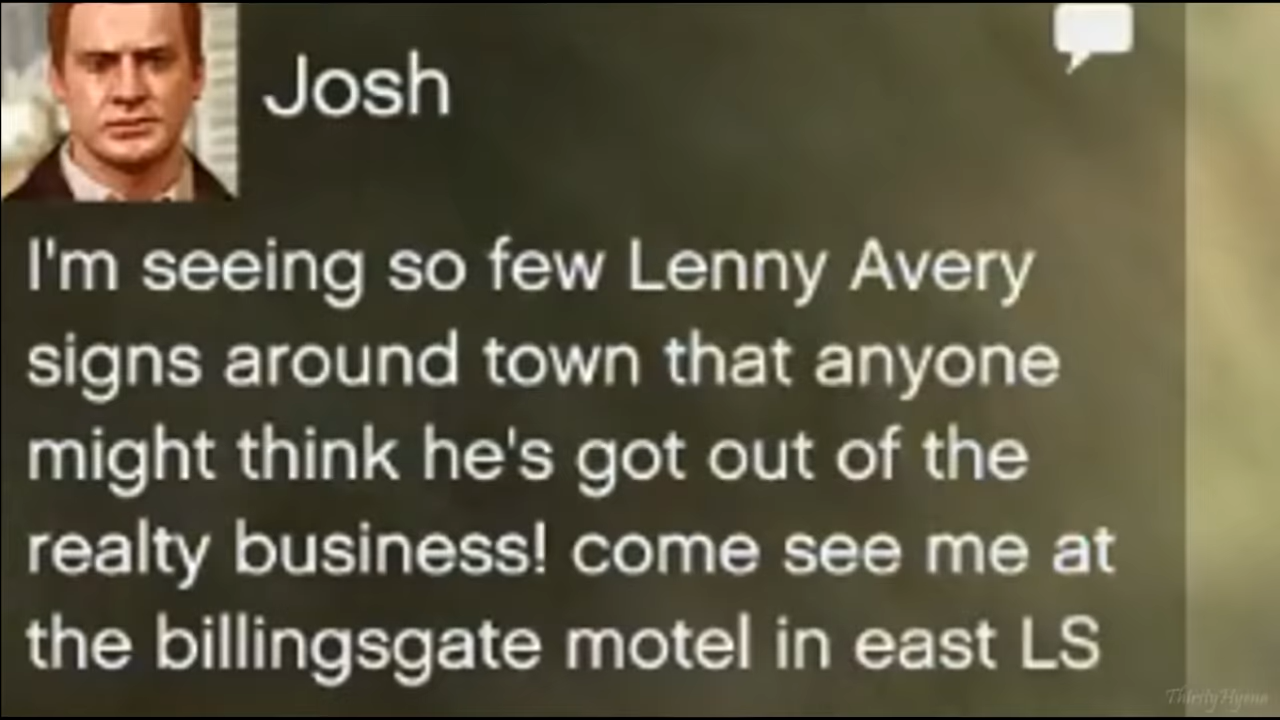 Josh
I'm seeing so few Lenny Avery
signs around town that anyone
might think he's got out of the
realty business! come see me at
the billingsgate motel in east LS
ThirstyHyena